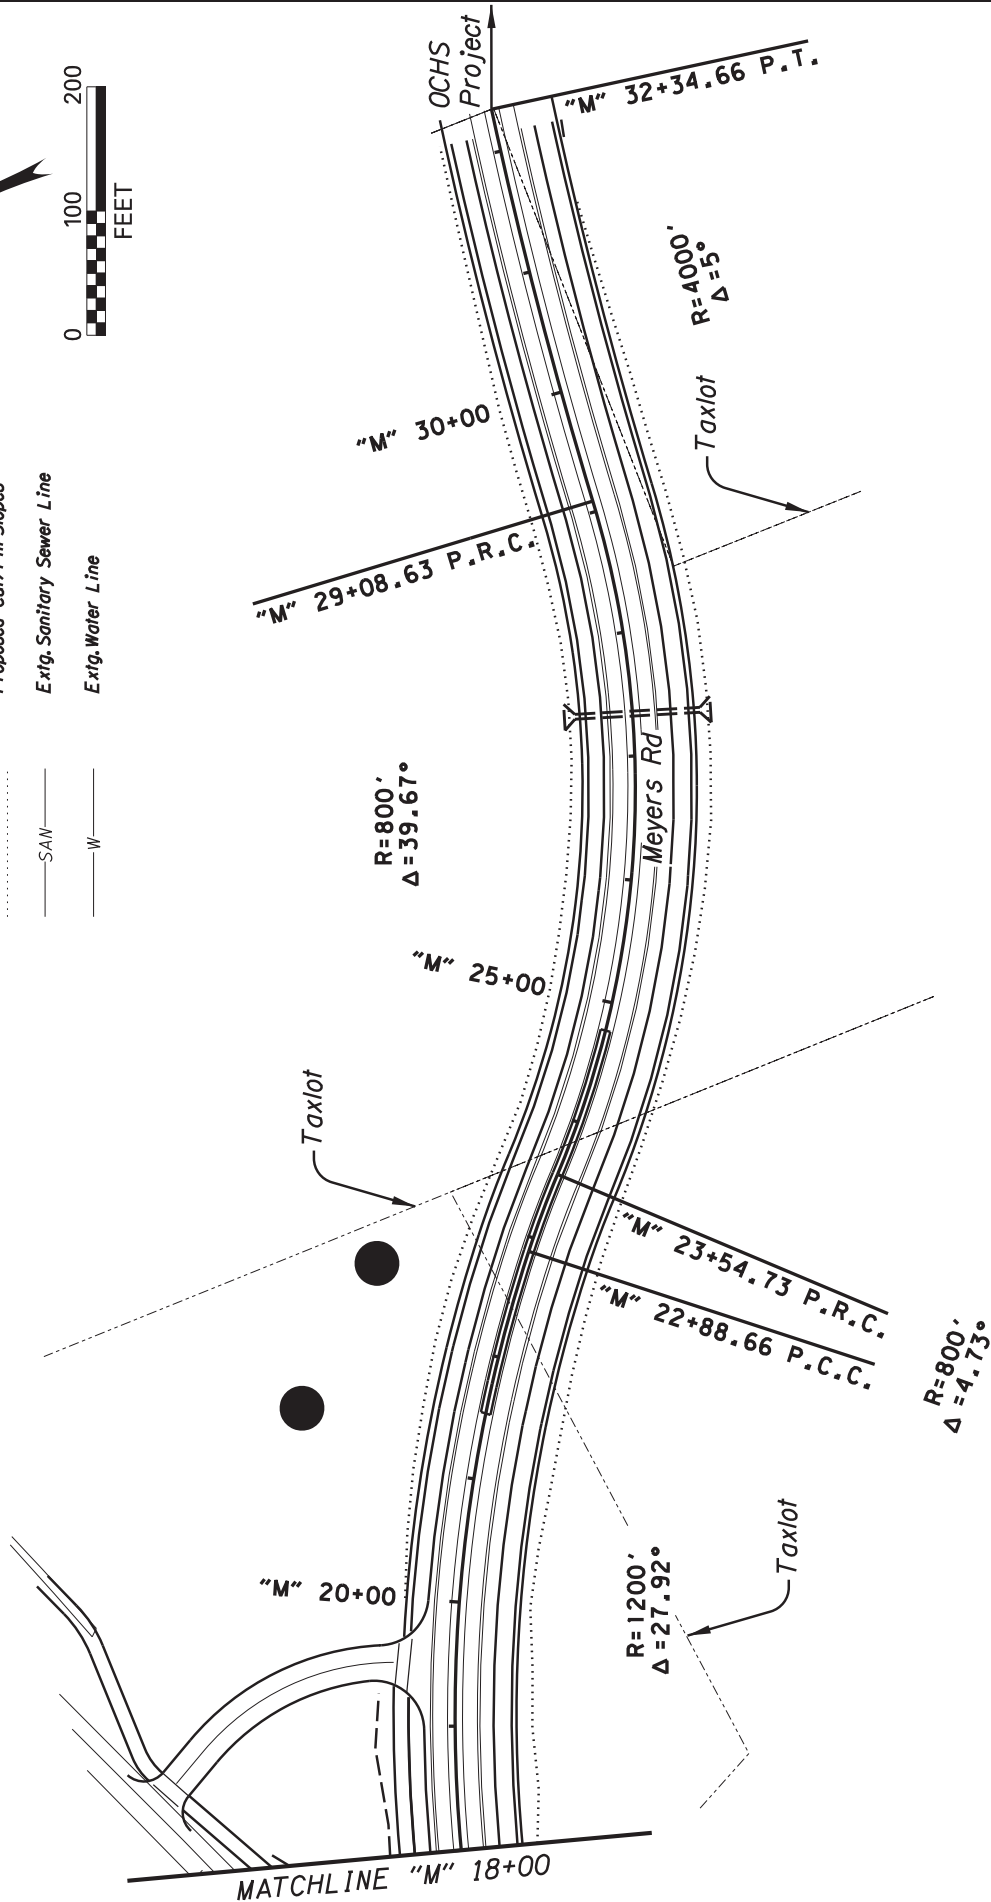 OCHS
Project
"M" 32+34.66 P.T.
0 100 200
FEET
Extg. Sanitary Sewer Line
Extg. Water Line
SAN
W
R=4000'
Δ=5°
Taxlot
"M" 30+00
"M" 29+08.63 P.R.C.
Meyers Rd
R=800'
Δ=39.67°
"M" 25+00
Taxlot
"M" 23+54.73 P.R.C.
"M" 22+88.66 P.C.C.
R=800'
Δ=4.73°
"M" 20+00
R=1200'
Δ=27.92°
Taxlot
MATCHLINE "M" 18+00